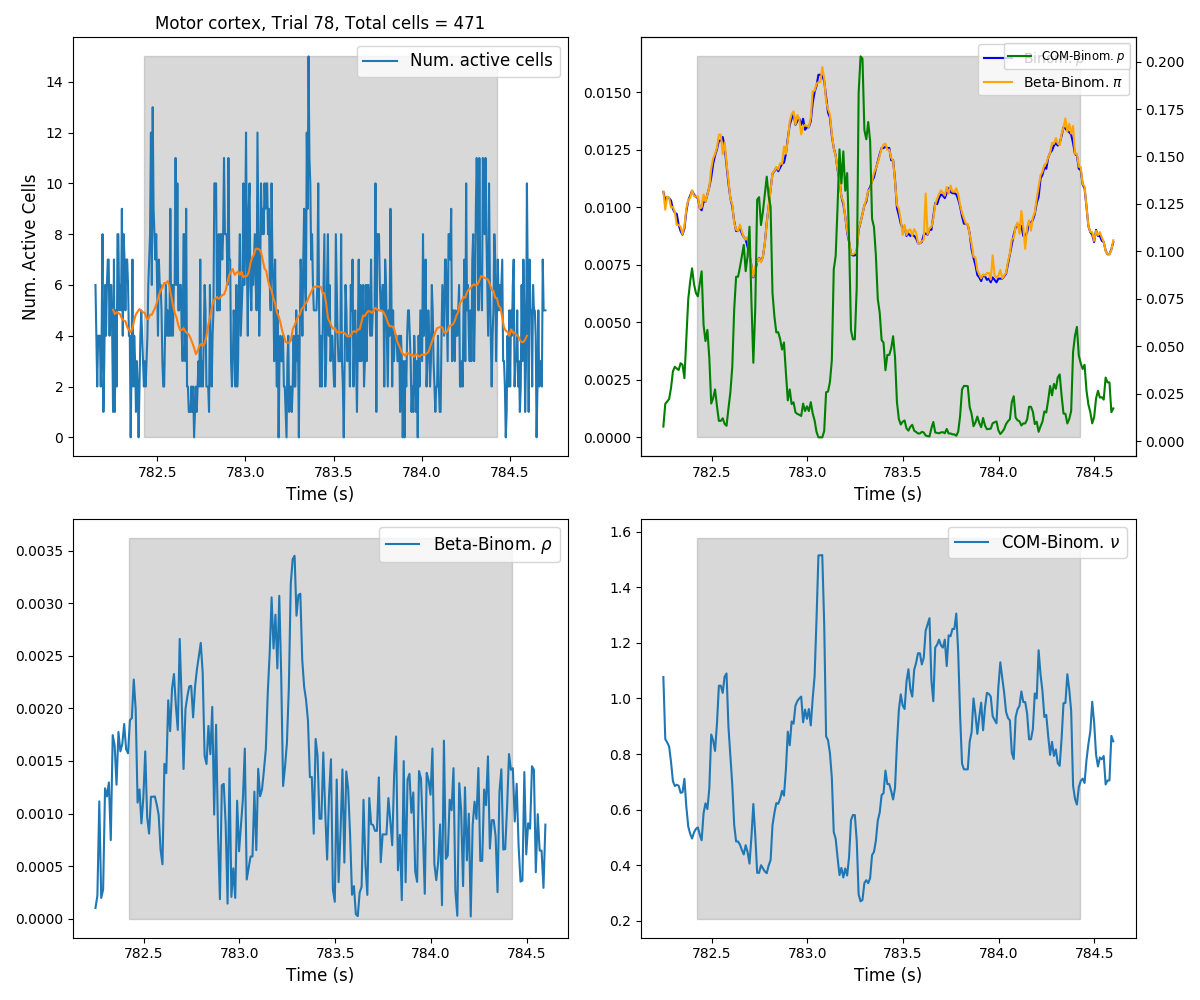 Motor cortex, Trial 78, Total cells = 471
Num. active cells
Num. Active Cells
14
12
10
8
6
4
2
0
782.5 783.0 783.5 784.0 784.5
Time (s)
COM-Binom. p
Beta-Binom. π
0.0150
0.0125
0.0100
0.0075
0.0050
0.0025
0.0000
0.200
0.175
0.150
0.125
0.100
0.075
0.050
0.025
0.000
782.5 783.0 783.5 784.0 784.5
Time (s)
Beta-Binom. ρ
0.0035
0.0030
0.0025
0.0020
0.0015
0.0010
0.0005
0.0000
782.5 783.0 783.5 784.0 784.5
Time (s)
COM-Binom. ν
1.6
1.4
1.2
1.0
0.8
0.6
0.4
0.2
782.5 783.0 783.5 784.0 784.5
Time (s)